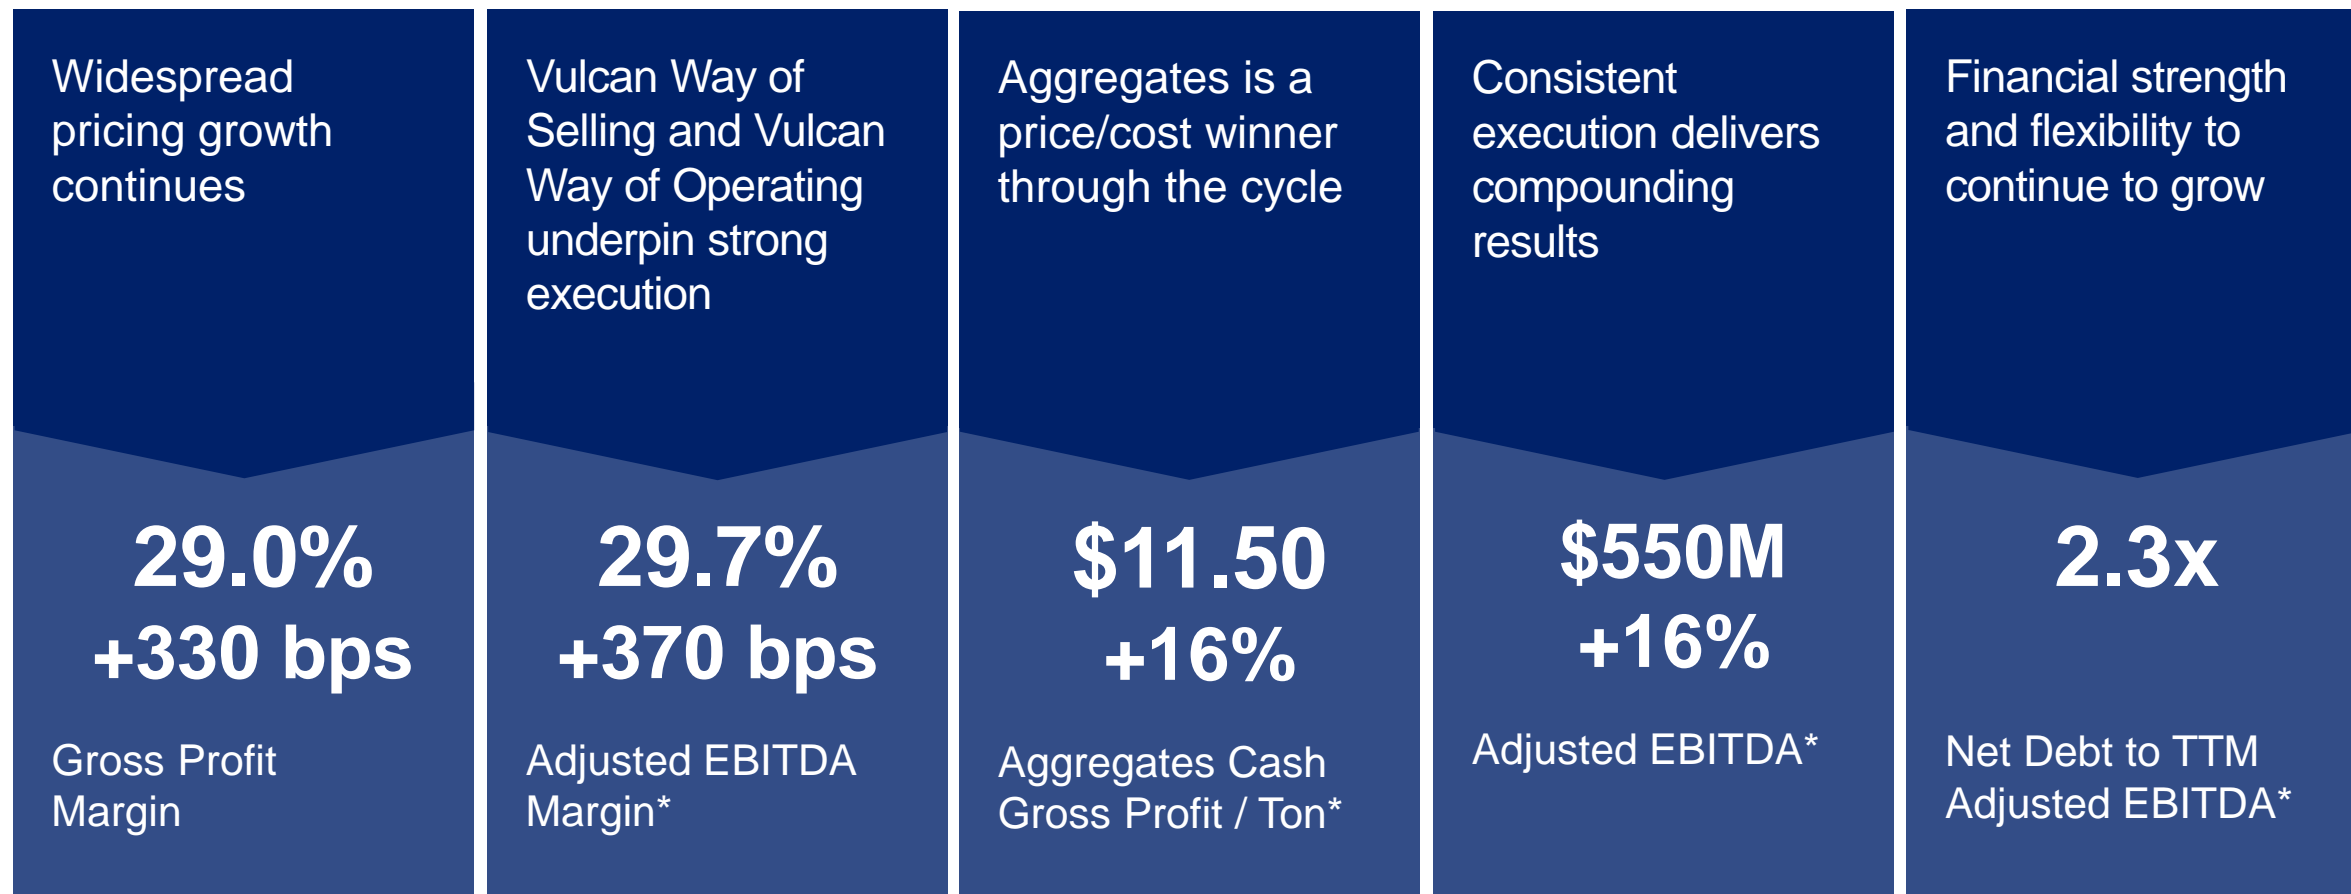 Widespread
pricing growth
continues
29.0%
+330 bps
Gross Profit
Margin
Vulcan Way of
Selling and Vulcan
Way of Operating
underpin strong
execution
29.7%
+370 bps
Adjusted EBITDA
Margin*
Aggregates is a
price/cost winner
through the cycle
$11.50
+16%
Aggregates Cash
Gross Profit / Ton*
Consistent
execution delivers
compounding
results
$550M
+16%
Adjusted EBITDA*
Financial strength
and flexibility to
continue to grow
2.3x
Net Debt to TTM
Adjusted EBITDA*